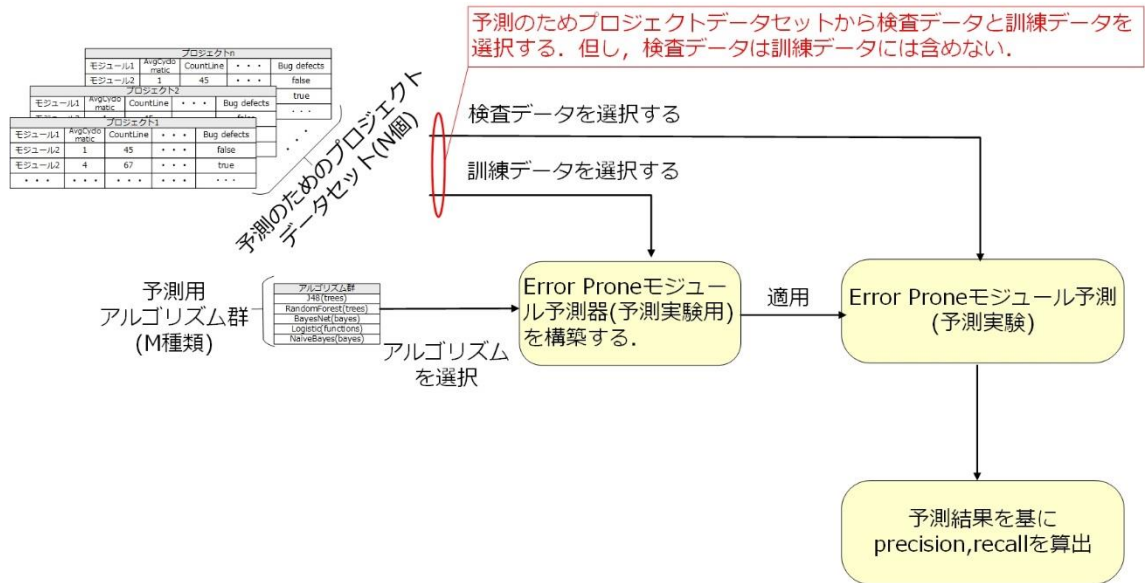 予測のためプロジェクトデータセットから検査データと訓練データを
選択する．但し，検査データは訓練データには含めない．
プロジェクトn
モジュール1 AvgCyclo matic CountLine ・・・ Bug defects
モジュール2 1 45 ・・・ false
true
・・・
プロジェクト2
モジュール1 AvgCyclo matic CountLine ・・・ Bug defects
プロジェクト1
モジュール1 AvgCyclo matic CountLine ・・・ Bug defects
モジュール2 1 45 ・・・ false
モジュール2 4 67 ・・・ true
・・・ ・・・ ・・・ ・・・ ・・・
・・・
予測のためのプロジェクト
データセット(N個)
検査データを選択する
訓練データを選択する
予測用
アルゴリズム群
(M種類)
アルゴリズム群
J48(trees)
RandomForest(trees)
BayesNet(bayes)
Logistic(functions)
NaiveBayes(bayes)
アルゴリズム
を選択
Error Proneモジュー
ル予測器(予測実験用)
を構築する．
適用
Error Proneモジュール予測
(予測実験)
予測結果を基に
precision,recallを算出